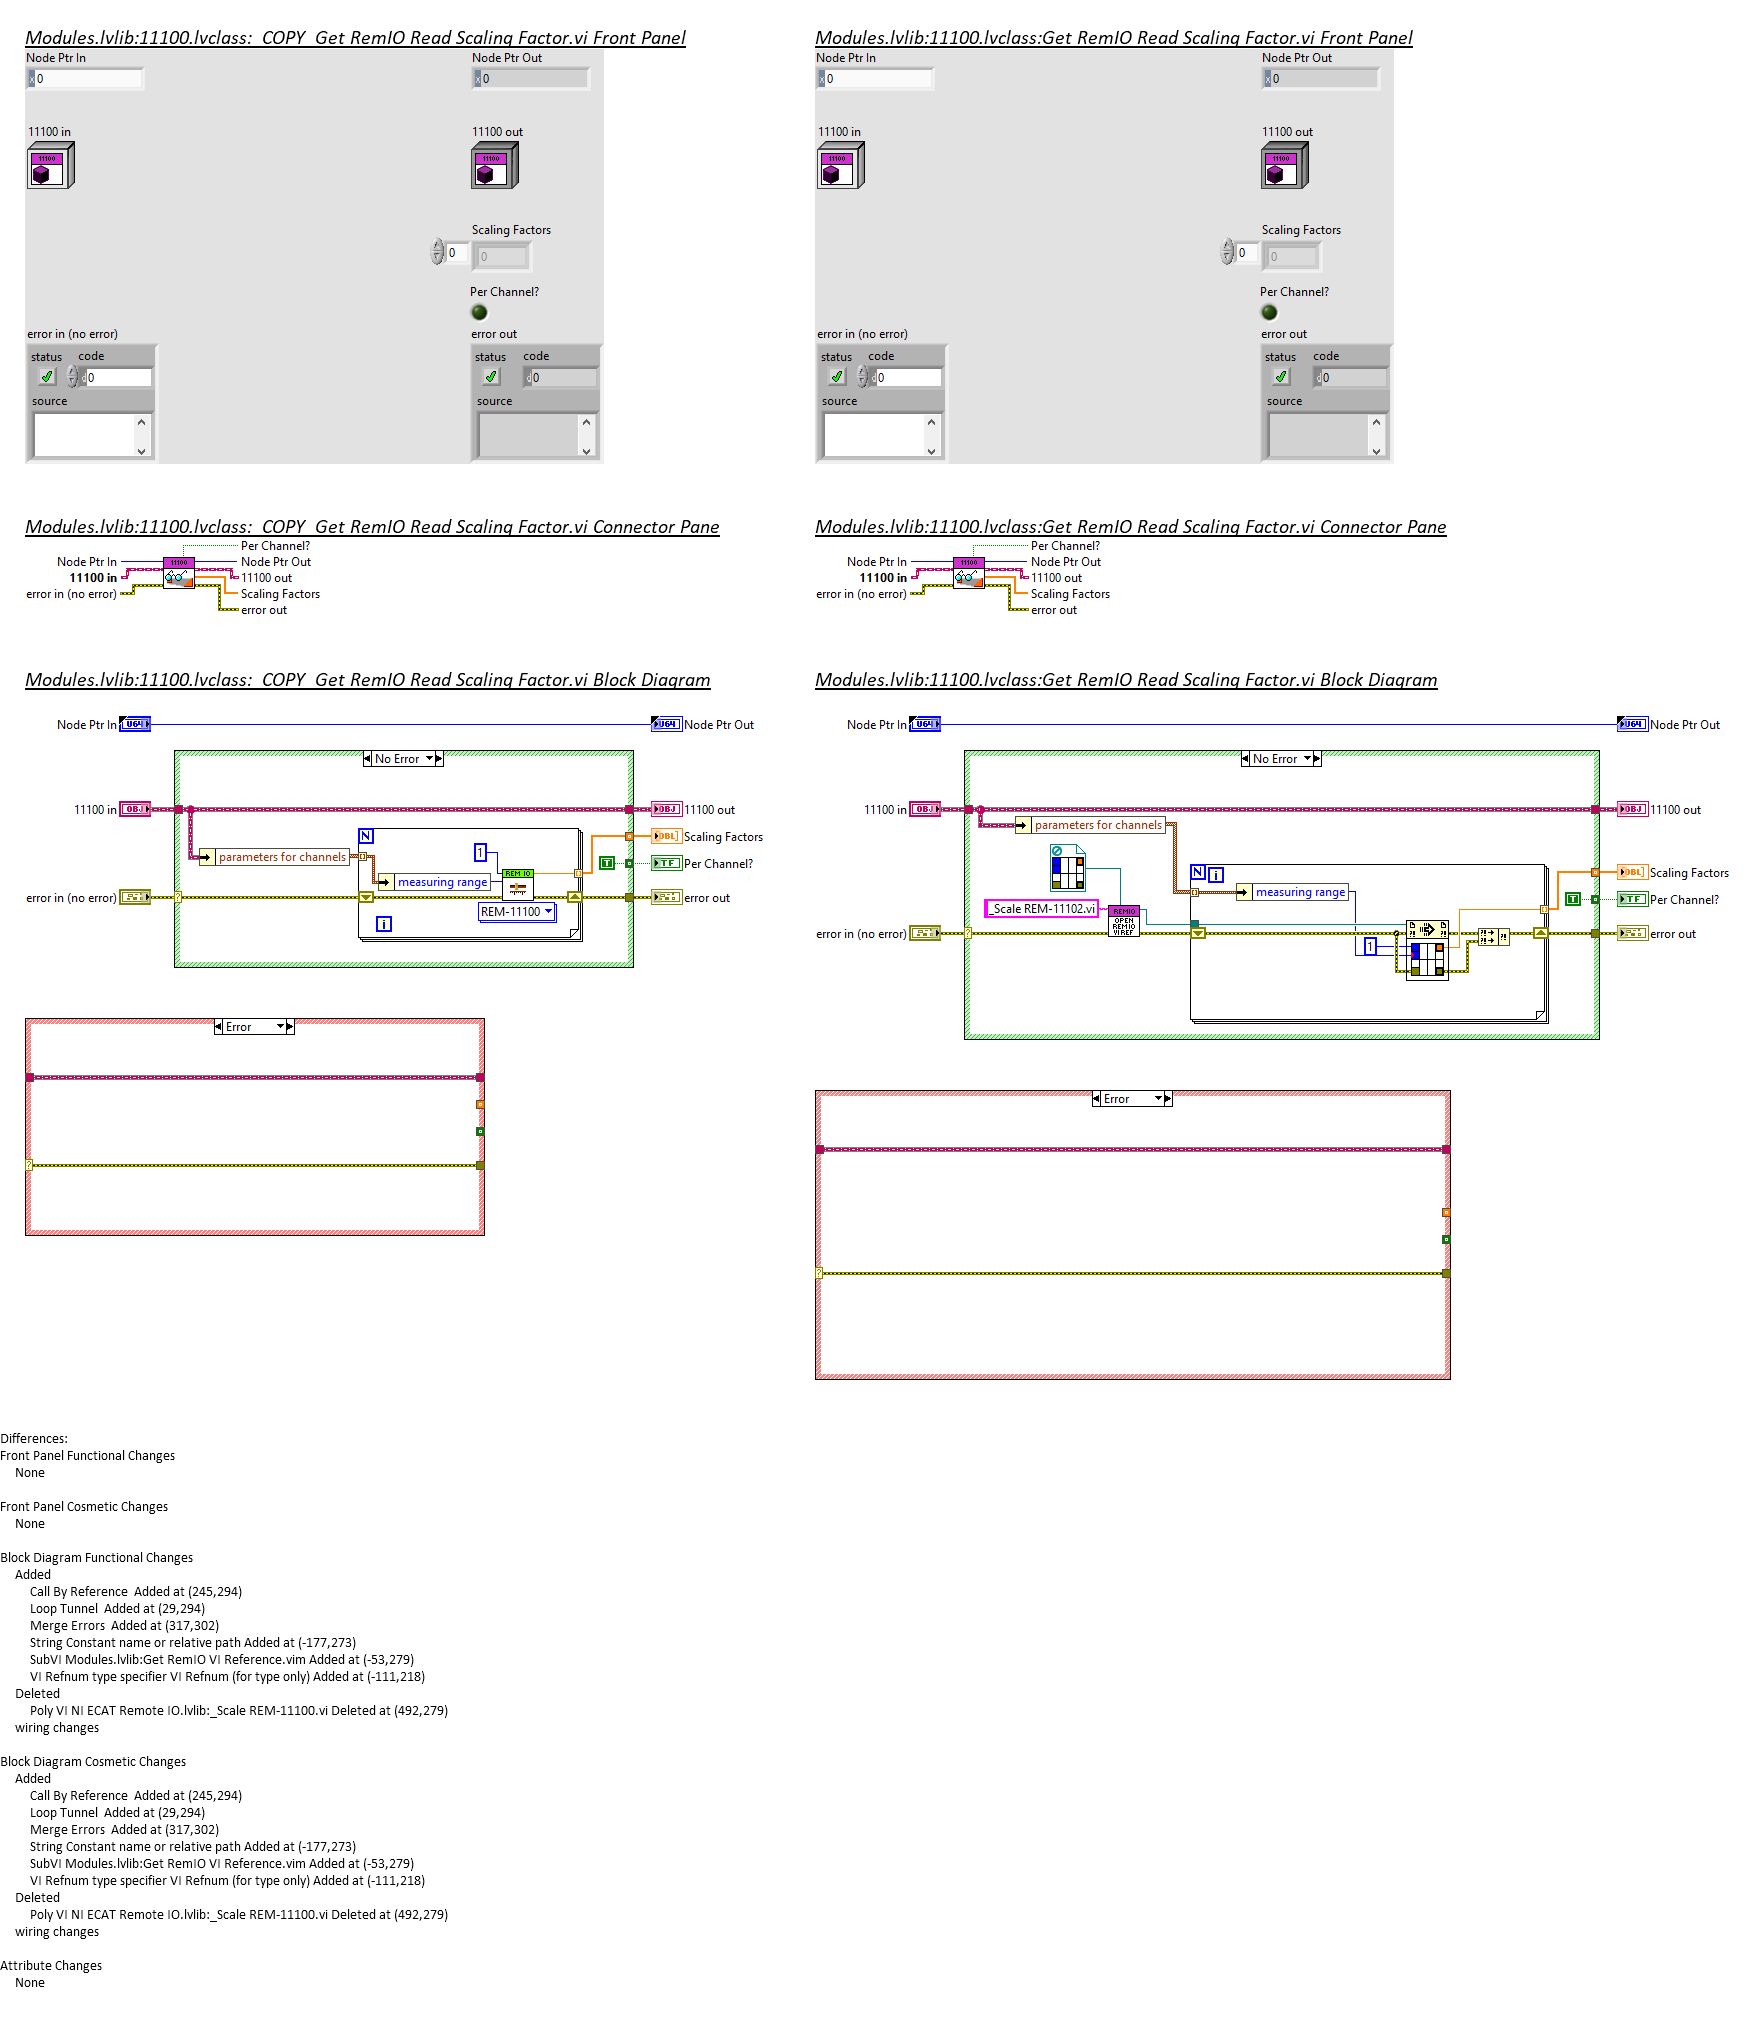 Modules.lvlib:11100.lvclass:_COPY_Get RemIO Read Scaling Factor.vi Front Panel
Node Ptr In
Node Ptr Out
x 0
x 0
11100 in
11100 out
11100
11100
Scaling Factors
0
0
Per Channel?
error in (no error)
error out
status code
status code
d 0
d 0
source
source
Modules.lvlib:11100.lvclass:Get RemIO Read Scaling Factor.vi Front Panel
Node Ptr In
Node Ptr Out
x 0
x 0
11100 in
11100 out
11100
11100
Scaling Factors
0
0
Per Channel?
error in (no error)
error out
status code
status code
d 0
d 0
source
source
Modules.lvlib:11100.lvclass:_COPY_Get RemIO Read Scaling Factor.vi Connector Pane
Per Channel?
Node Ptr In
11100
Node Ptr Out
11100 in
11100 out
error in (no error)
Scaling Factors
error out
Modules.lvlib:11100.lvclass:Get RemIO Read Scaling Factor.vi Connector Pane
Per Channel?
Node Ptr In
11100
Node Ptr Out
11100 in
11100 out
error in (no error)
Scaling Factors
error out
Modules.lvlib:11100.lvclass:_COPY_Get RemIO Read Scaling Factor.vi Block Diagram
Node Ptr In
U64
U64
Node Ptr Out
No Error
11100 in
OBJ
OBJ
11100 out
N
DBL
Scaling Factors
1
parameters for channels
T
TF
Per Channel?
REM IO
measuring range
error in (no error)
?
error out
REM-11100
i
Error
?
Modules.lvlib:11100.lvclass:Get RemIO Read Scaling Factor.vi Block Diagram
Node Ptr In
U64
U64
Node Ptr Out
No Error
11100 in
OBJ
OBJ
11100 out
parameters for channels
N
i
DBL
Scaling Factors
measuring range
T
TF
Per Channel?
_Scale REM-11102.vi
REMIO
OPEN
REM IO
VI REF
error in (no error)
?
error out
1
Error
?
Differences:
Front Panel Functional Changes
None
Front Panel Cosmetic Changes
None
Block Diagram Functional Changes
Added
Call By Reference  Added at (245,294)
Loop Tunnel  Added at (29,294)
Merge Errors  Added at (317,302)
String Constant name or relative path Added at (-177,273)
SubVI Modules.lvlib:Get RemIO VI Reference.vim Added at (-53,279)
VI Refnum type specifier VI Refnum (for type only) Added at (-111,218)
Deleted
Poly VI NI ECAT Remote IO.lvlib:_Scale REM-11100.vi Deleted at (492,279)
wiring changes
Block Diagram Cosmetic Changes
Added
Call By Reference  Added at (245,294)
Loop Tunnel  Added at (29,294)
Merge Errors  Added at (317,302)
String Constant name or relative path Added at (-177,273)
SubVI Modules.lvlib:Get RemIO VI Reference.vim Added at (-53,279)
VI Refnum type specifier VI Refnum (for type only) Added at (-111,218)
Deleted
Poly VI NI ECAT Remote IO.lvlib:_Scale REM-11100.vi Deleted at (492,279)
wiring changes
Attribute Changes
None